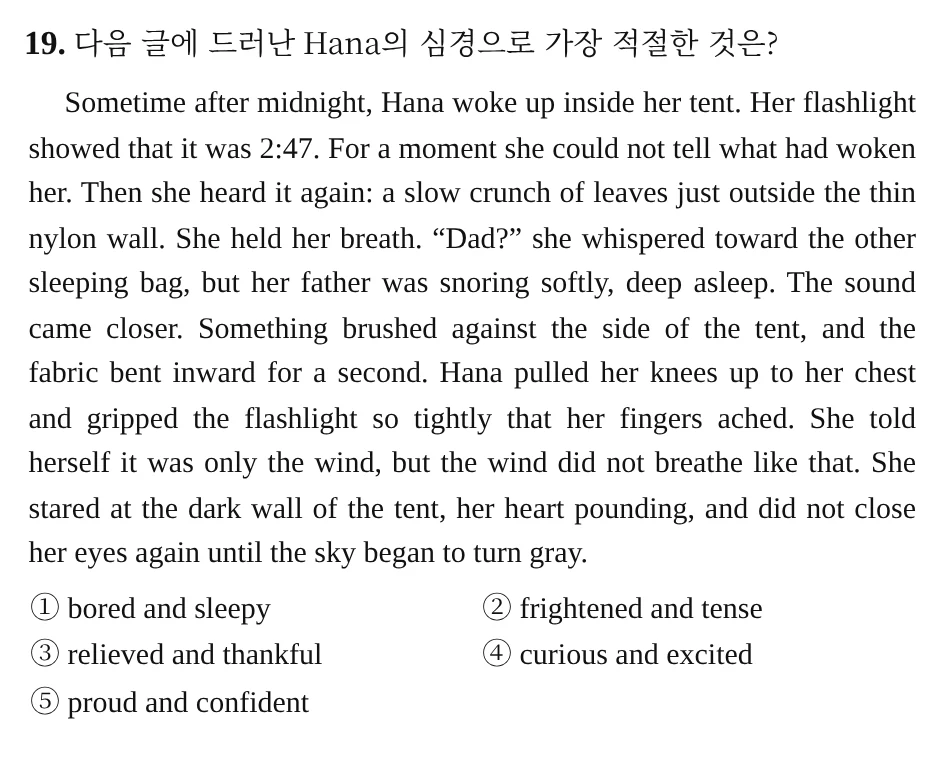 19. 다음 글에 드러난 Hana의 심경으로 가장 적절한 것은?
Sometime after midnight, Hana woke up inside her tent. Her flashlight
showed that it was 2:47. For a moment she could not tell what had woken
her. Then she heard it again: a slow crunch of leaves just outside the thin
nylon wall. She held her breath. “Dad?” she whispered toward the other
sleeping bag, but her father was snoring softly, deep asleep. The sound
came closer. Something brushed against the side of the tent, and the
fabric bent inward for a second. Hana pulled her knees up to her chest
and gripped the flashlight so tightly that her fingers ached. She told
herself it was only the wind, but the wind did not breathe like that. She
stared at the dark wall of the tent, her heart pounding, and did not close
her eyes again until the sky began to turn gray.
① bored and sleepy ② frightened and tense
③ relieved and thankful ④ curious and excited
⑤ proud and confident